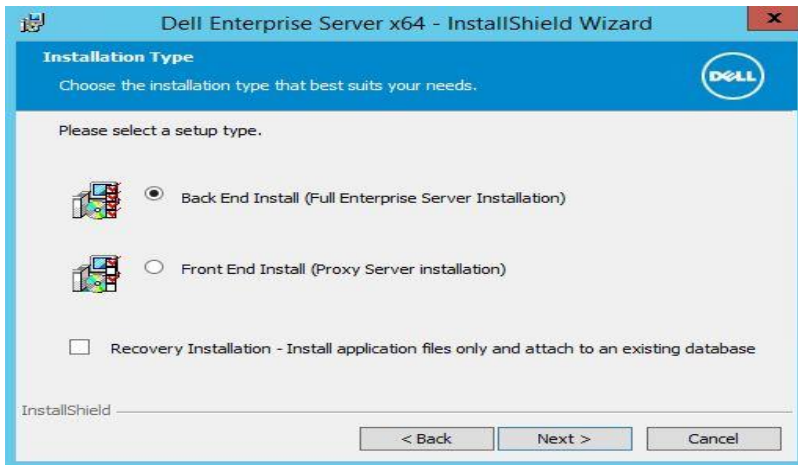 Dell Enterprise Server x64 - InstallShield Wizard
x
Installation Type
Choose the installation type that best suits your needs.
DELL
Please select a setup type.
Back End Install (Full Enterprise Server Installation)
Front End Install (Proxy Server installation)
Recovery Installation - Install application files only and attach to an existing database
InstallShield
< Back
Next >
Cancel